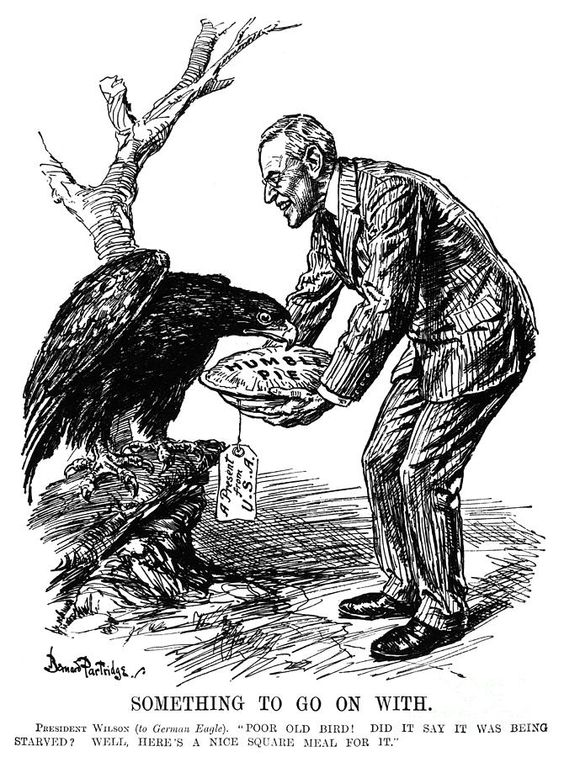 HUMBLE
PIE
A Present
from
U.S.A.
Bernard Partridge.
SOMETHING TO GO ON WITH.
PRESIDENT WILSON (to German Eagle). "POOR OLD BIRD! DID IT SAY IT WAS BEING
STARVED? WELL, HERE'S A NICE SQUARE MEAL FOR IT."